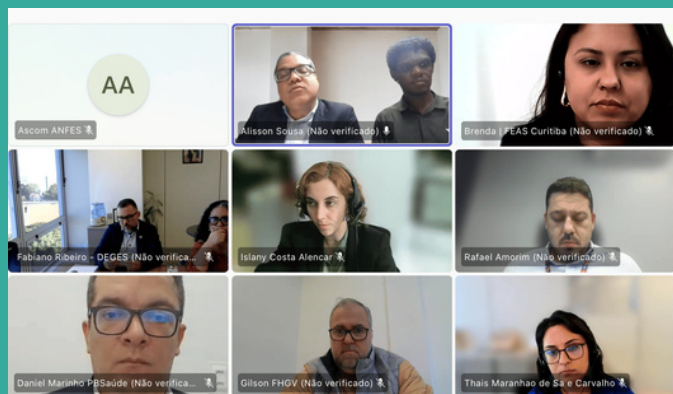 AA
Ascom ANFES
Alisson Sousa (Não verificado)
Brenda | FEAS Curitiba (Não verificado)
Fabiano Ribeiro - DEGES (Não verifica...
Islany Costa Alencar
Rafael Amorim (Não verificado)
Daniel Marinho PBSaúde (Não verifica...
Gilson FHGV (Não verificado)
Thais Maranhao de Sa e Carvalho